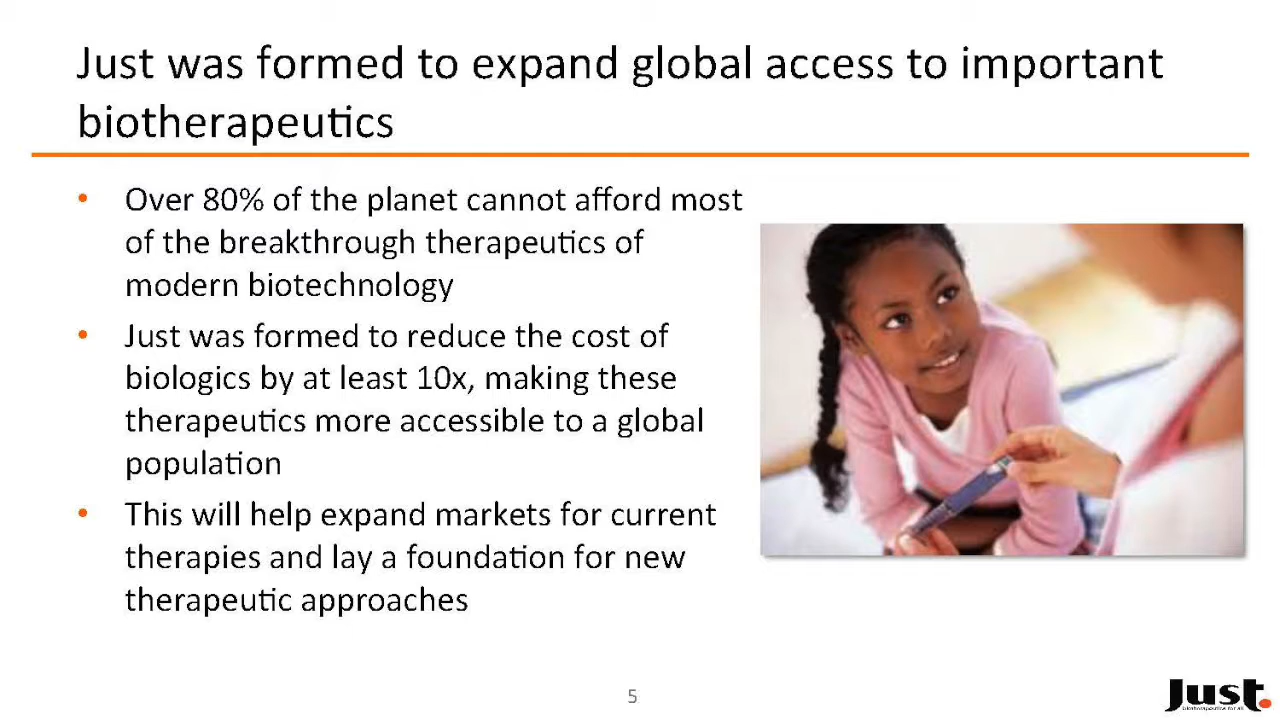 Just was formed to expand global access to important
biotherapeutics
• Over 80% of the planet cannot afford most
of the breakthrough therapeutics of
modern biotechnology
• Just was formed to reduce the cost of
biologics by at least 10x, making these
therapeutics more accessible to a global
population
• This will help expand markets for current
therapies and lay a foundation for new
therapeutic approaches
5
Just.
biotherapeutics for all